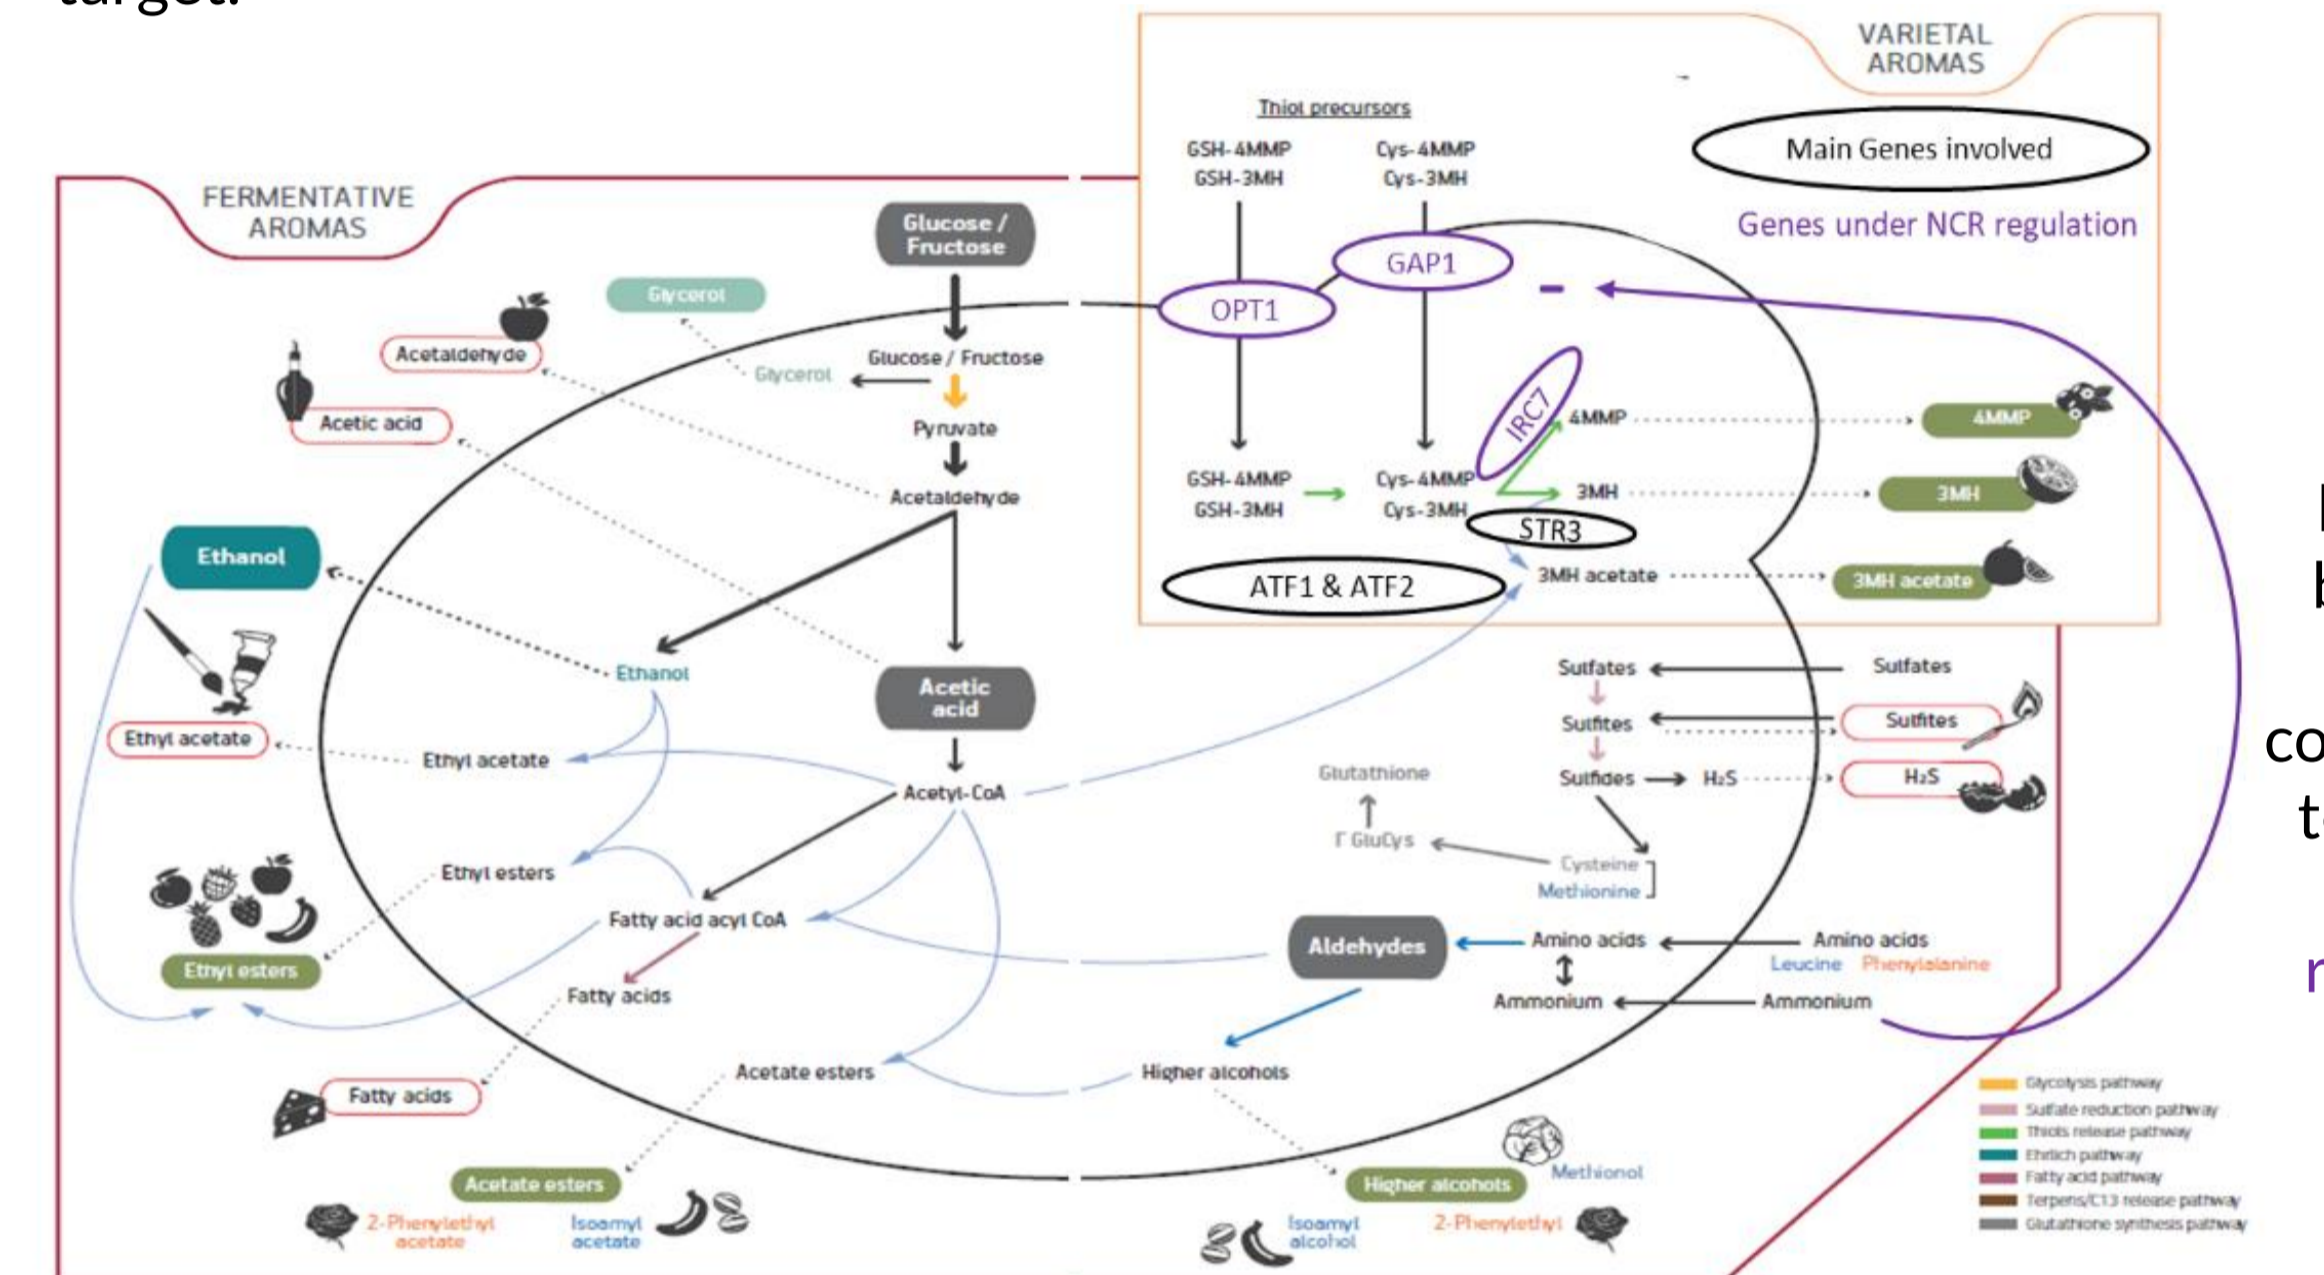 target.
VARIETAL
AROMAS
Thiol precursors
GSH-4MMP
GSH-3MH
Cys-4MMP
Cys-3MH
Main Genes involved
Genes under NCR regulation
FERMENTATIVE
AROMAS
Glucose /
Fructose
GAP1
OPT1
-
Glycerol
Acetaldehyde
Glucose / Fructose
Glycerol
Acetic acid
Pyruvate
Acetaldehyde
IRC7
4MMP
4MMP
GSH-4MMP
GSH-3MH
Cys-4MMP
Cys-3MH
3MH
3MH
STR3
ATF1 & ATF2
3MH acetate
3MH acetate
Ethanol
Ethanol
Acetic
acid
Sulfates
Sulfates
Sulfites
Sulfites
Sulfides
H₂S
H₂S
Ethyl acetate
Ethyl acetate
Acetyl-CoA
Glutathione
Γ GluCys
Cysteine
Methionine
Ethyl esters
Ethyl esters
Fatty acid acyl CoA
Fatty acids
Fatty acids
Aldehydes
Amino acids
Amino acids
Leucine Phenylalanine
Ammonium
Ammonium
Acetate esters
Higher alcohols
Acetate esters
2-Phenylethyl
acetate
Isoamyl
acetate
Higher alcohols
Methionol
Isoamyl
alcohol
2-Phenylethyl
Glycolysis pathway
Sulfate reduction pathway
Thiols release pathway
Ehrlich pathway
Fatty acid pathway
Terpens/C13 release pathway
Glutathione synthesis pathway
co